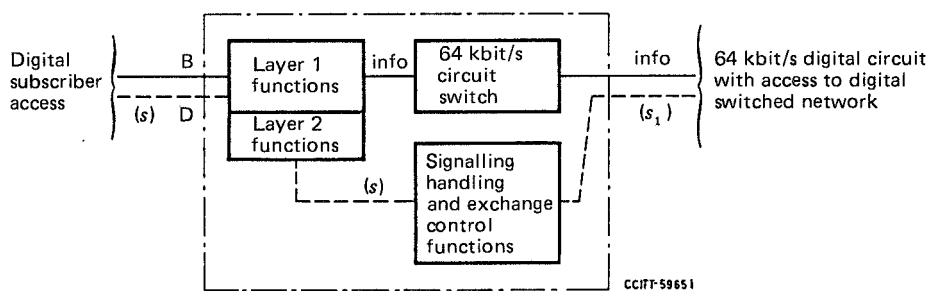 Digital
subscriber
access
B
(s)
D
Layer 1
functions
Layer 2
functions
info
64 kbit/s
circuit
switch
(s)
Signalling
handling
and exchange
control
functions
info
(s₁)
64 kbit/s digital circuit
with access to digital
switched network
CCITT-59651